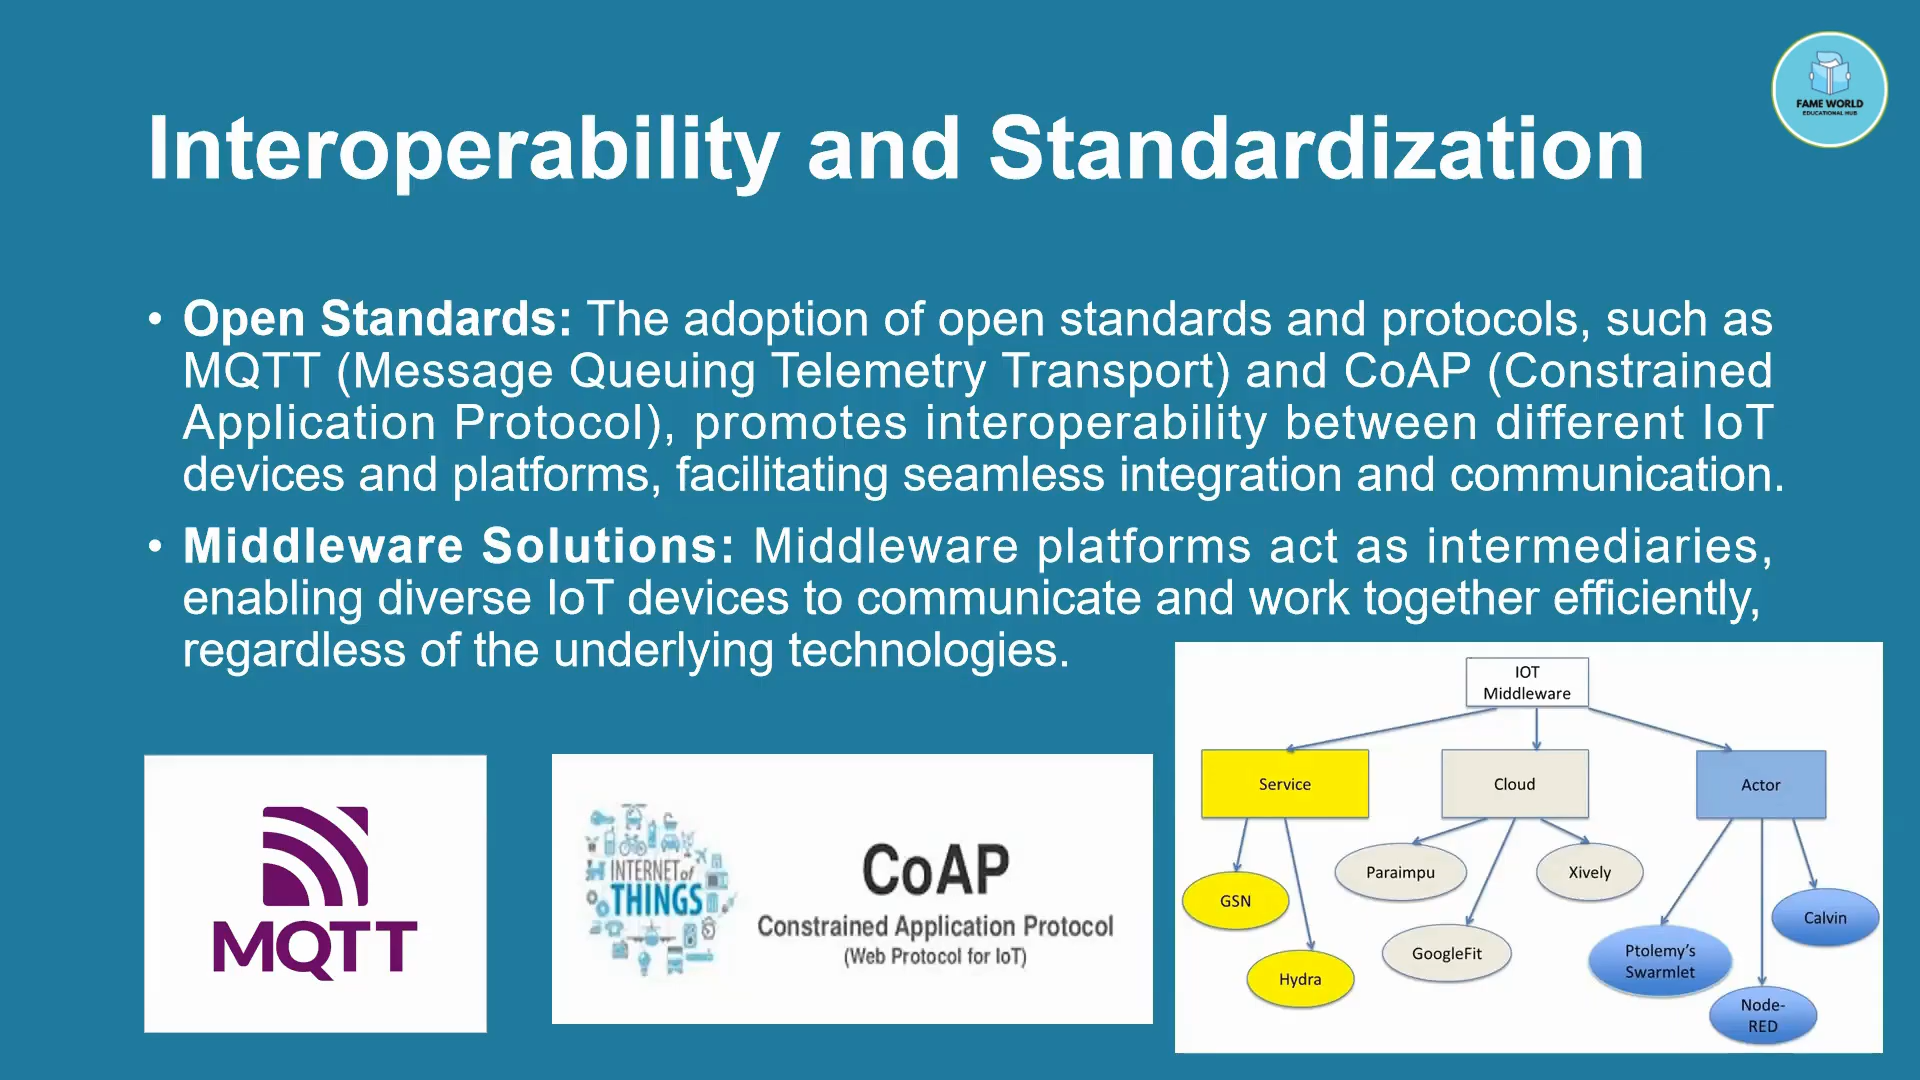 FAME WORLD
EDUCATIONAL HUB
Interoperability and Standardization
• Open Standards: The adoption of open standards and protocols, such as
MQTT (Message Queuing Telemetry Transport) and CoAP (Constrained
Application Protocol), promotes interoperability between different IoT
devices and platforms, facilitating seamless integration and communication.
• Middleware Solutions: Middleware platforms act as intermediaries,
enabling diverse IoT devices to communicate and work together efficiently,
regardless of the underlying technologies.
MQTT
INTERNET of
THINGS
CoAP
Constrained Application Protocol
(Web Protocol for IoT)
IOT
Middleware
Service
Cloud
Actor
GSN
Hydra
Paraimpu
GoogleFit
Xively
Ptolemy’s
Swarmlet
Node-
RED
Calvin